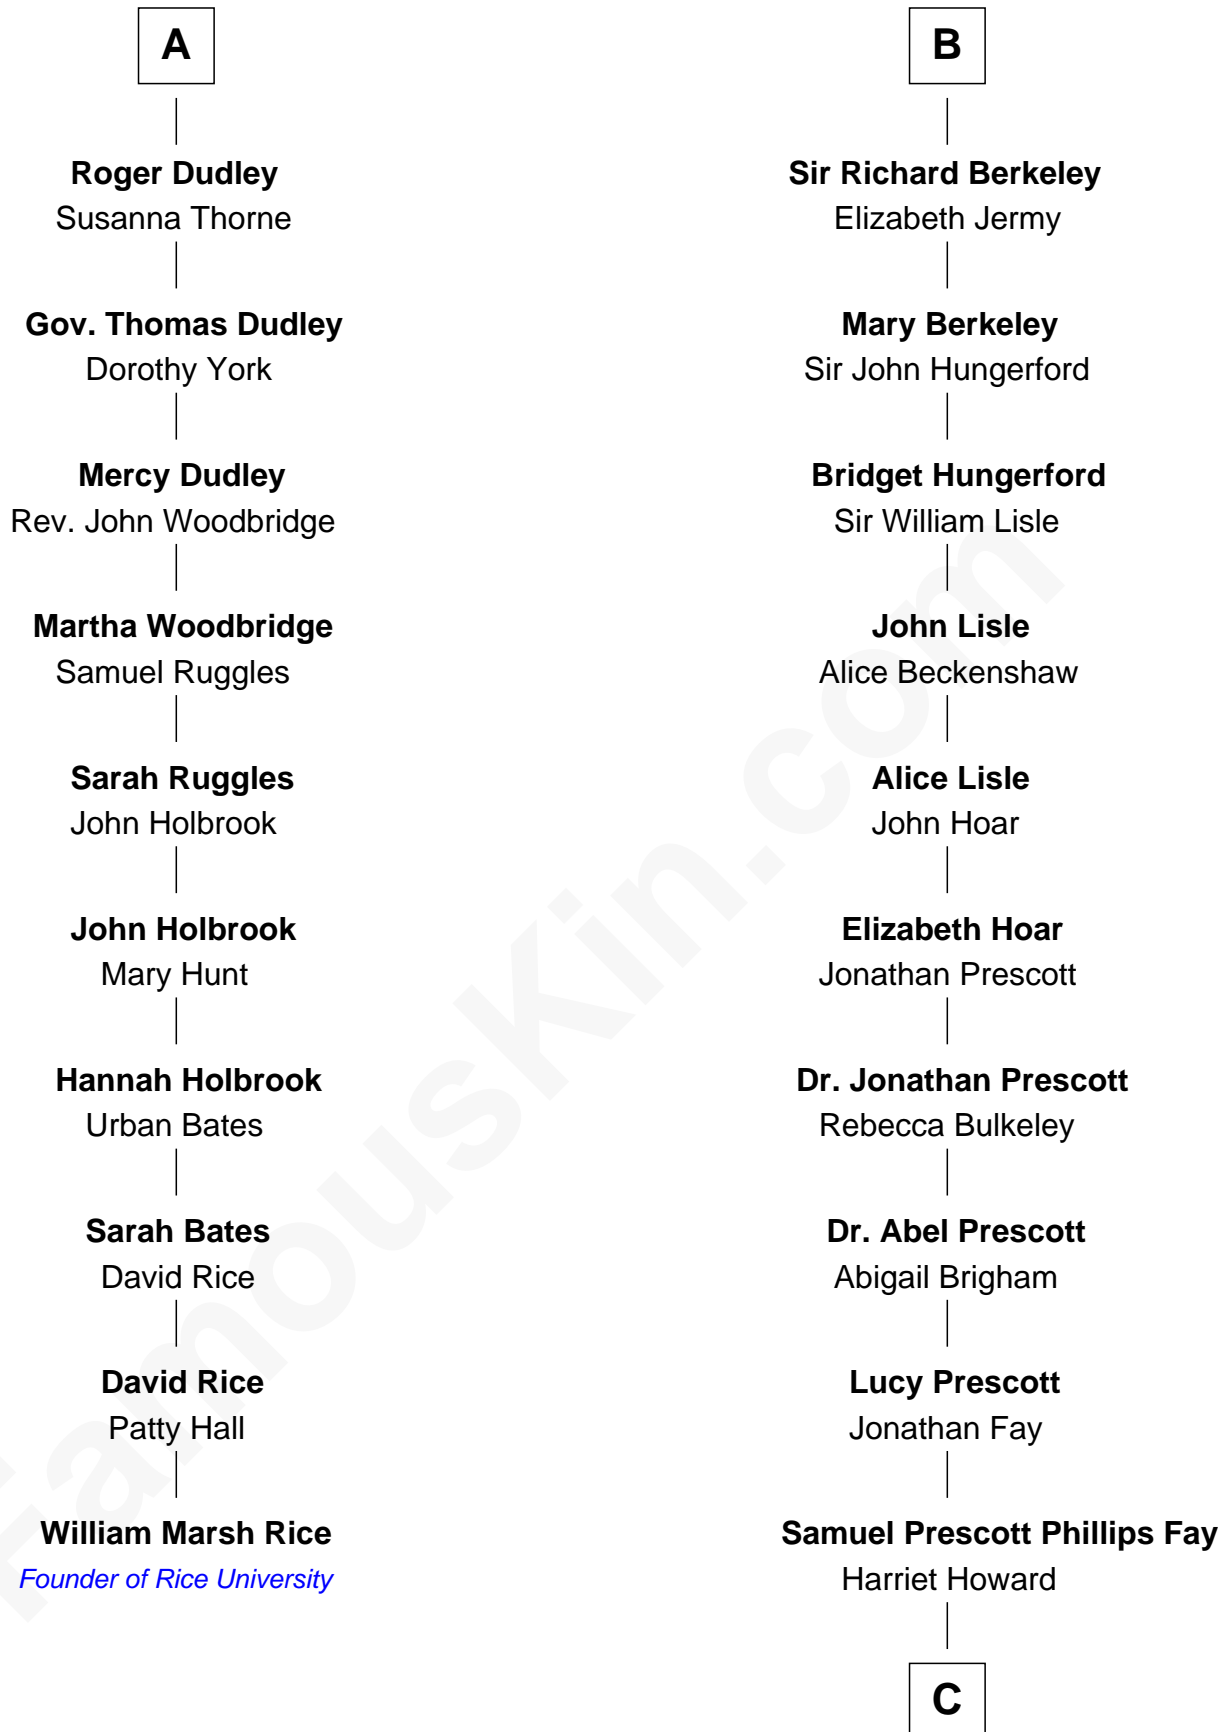 A
Roger Dudley
Susanna Thorne
Gov. Thomas Dudley
Dorothy York
Mercy Dudley
Rev. John Woodbridge
Martha Woodbridge
Samuel Ruggles
Sarah Ruggles
John Holbrook
John Holbrook
Mary Hunt
Hannah Holbrook
Urban Bates
Sarah Bates
David Rice
David Rice
Patty Hall
William Marsh Rice
Founder of Rice University
B
Sir Richard Berkeley
Elizabeth Jermy
Mary Berkeley
Sir John Hungerford
Bridget Hungerford
Sir William Lisle
John Lisle
Alice Beckenshaw
Alice Lisle
John Hoar
Elizabeth Hoar
Jonathan Prescott
Dr. Jonathan Prescott
Rebecca Bulkeley
Dr. Abel Prescott
Abigail Brigham
Lucy Prescott
Jonathan Fay
Samuel Prescott Phillips Fay
Harriet Howard
C
FamousKin.com